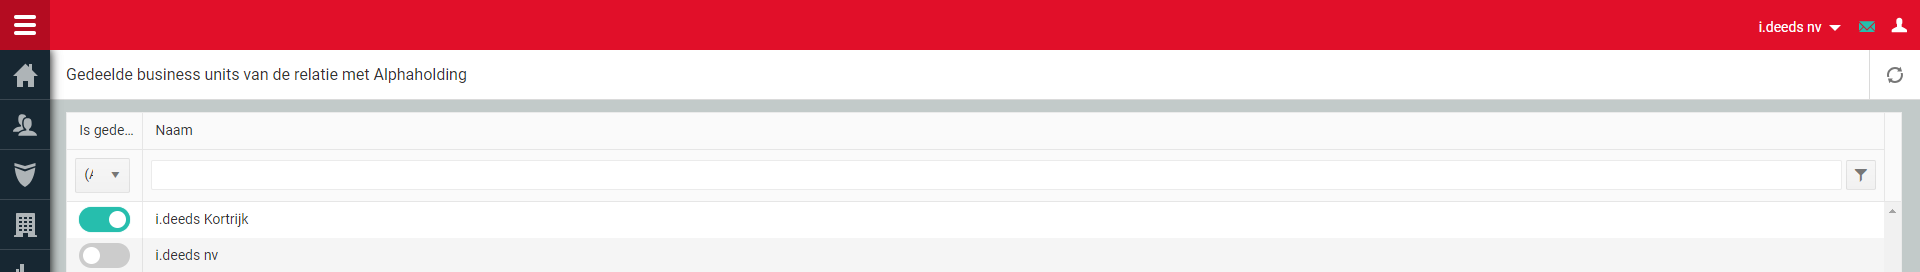 i.deeds nv
Gedeelde business units van de relatie met Alphaholding
Is gede... Naam
i.deeds Kortrijk
i.deeds nv